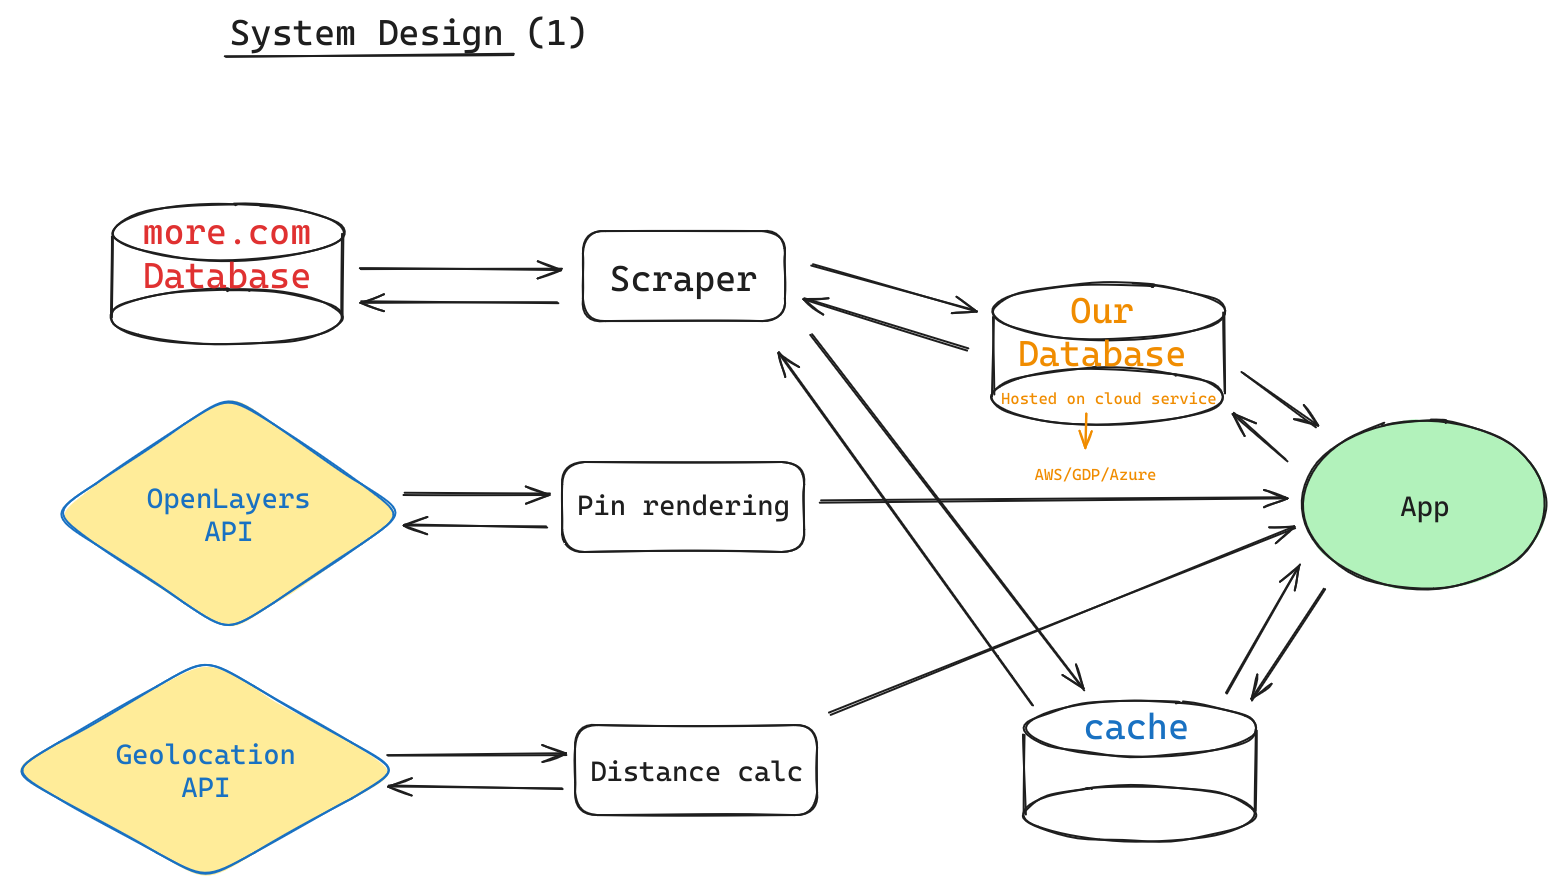 System Design (1)
more.com
Database
Scraper
Our
Database
Hosted on cloud service
AWS/GDP/Azure
OpenLayers
API
Pin rendering
App
Geolocation
API
Distance calc
cache